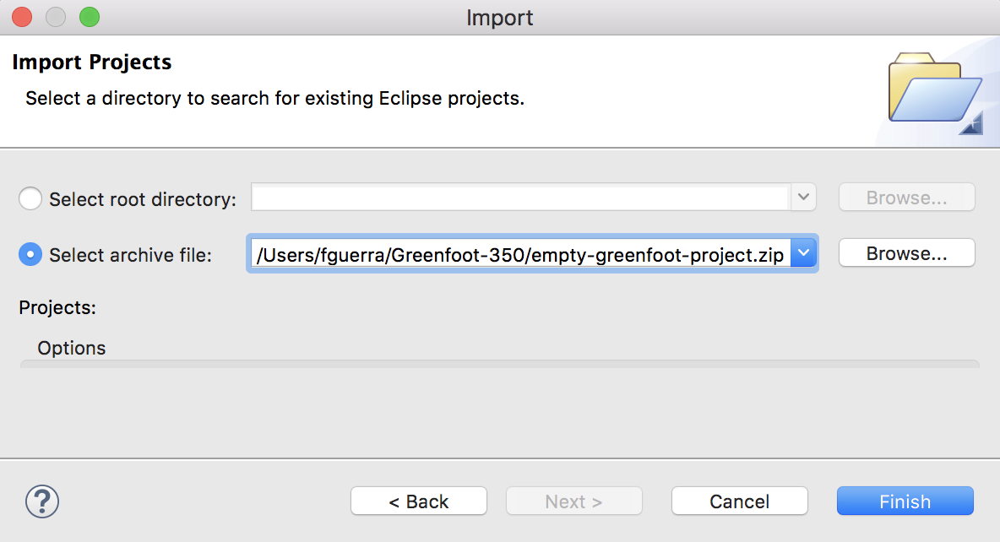 Import
Import Projects
Select a directory to search for existing Eclipse projects.
Select root directory:
Browse...
Select archive file:
/Users/fguerra/Greenfoot-350/empty-greenfoot-project.zip
Browse...
Projects:
Options
?
< Back
Next >
Cancel
Finish